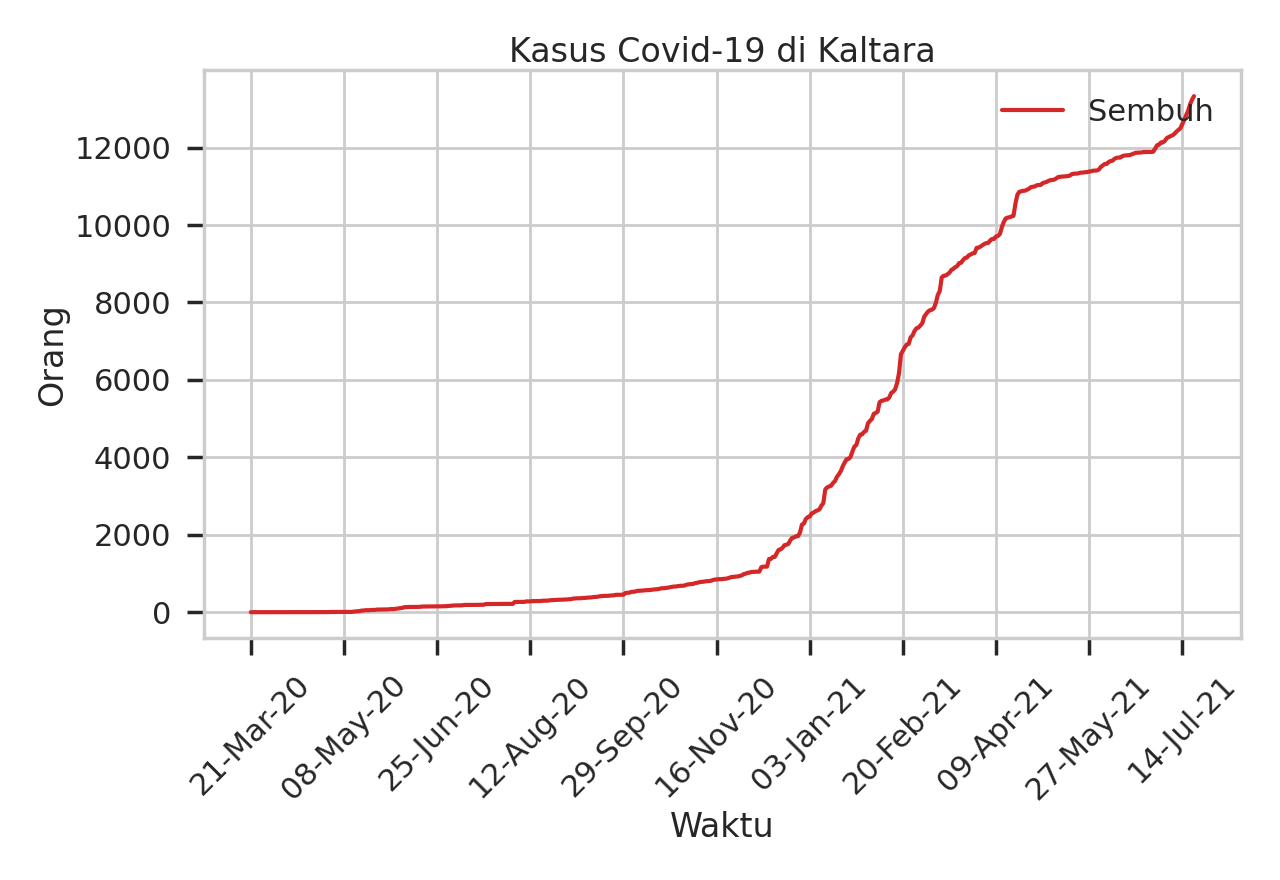 Kasus Covid-19 di Kaltara
Sembuh
12000
10000
8000
6000
4000
2000
0
Orang
21-Mar-20
08-May-20
25-Jun-20
12-Aug-20
29-Sep-20
16-Nov-20
03-Jan-21
20-Feb-21
09-Apr-21
27-May-21
14-Jul-21
Waktu